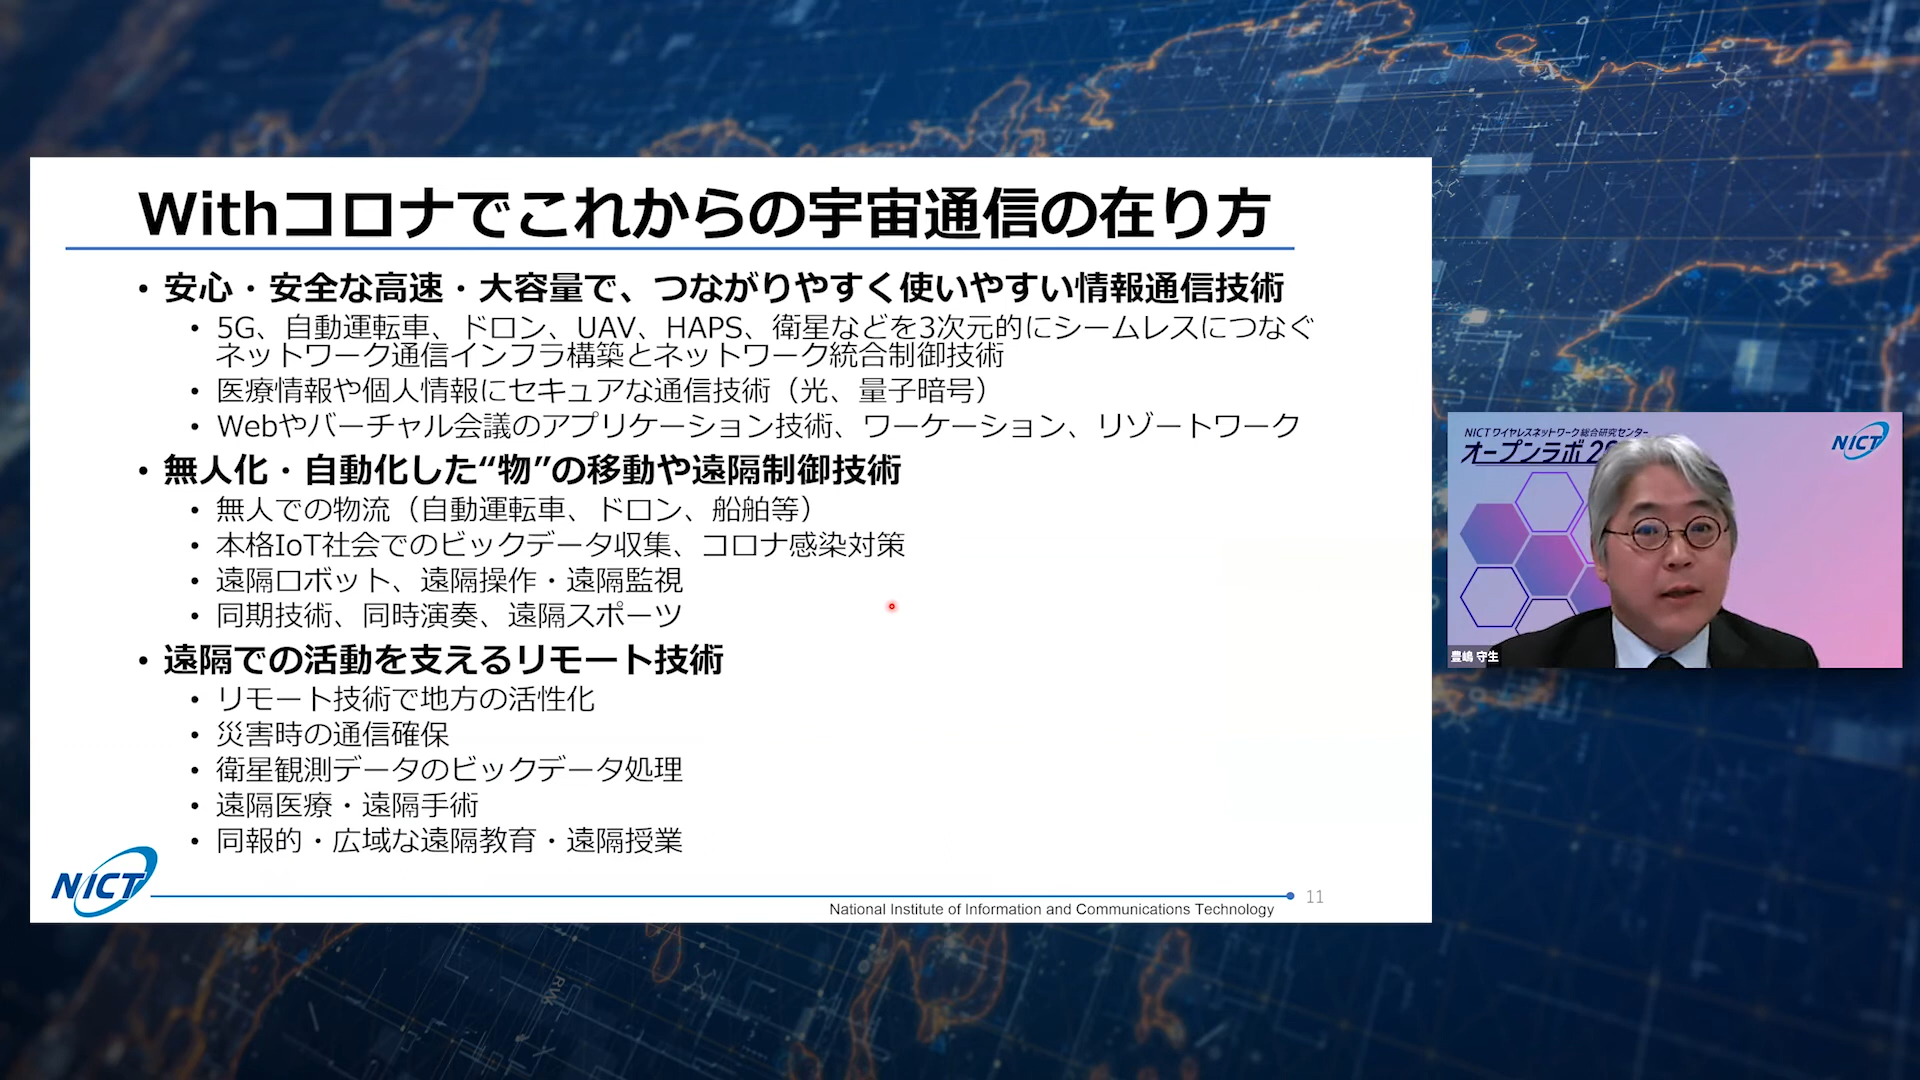 Withコロナでこれからの宇宙通信の在り方
• 安心・安全な高速・大容量で、つながりやすく使いやすい情報通信技術
• 5G、自動運転車、ドロン、UAV、HAPS、衛星などを3次元的にシームレスにつなぐ
ネットワーク通信インフラ構築とネットワーク統合制御技術
• 医療情報や個人情報にセキュアな通信技術（光、量子暗号）
• Webやバーチャル会議のアプリケーション技術、ワーケーション、リゾートワーク
• 無人化・自動化した“物”の移動や遠隔制御技術
• 無人での物流（自動運転車、ドロン、船舶等）
• 本格IoT社会でのビックデータ収集、コロナ感染対策
• 遠隔ロボット、遠隔操作・遠隔監視
• 同期技術、同時演奏、遠隔スポーツ
• 遠隔での活動を支えるリモート技術
• リモート技術で地方の活性化
• 災害時の通信確保
• 衛星観測データのビックデータ処理
• 遠隔医療・遠隔手術
• 同報的・広域な遠隔教育・遠隔授業
NICT
11
National Institute of Information and Communications Technology
NICT ワイヤレスネットワーク総合研究センター
オープンラボ
NICT
豊嶋 守生